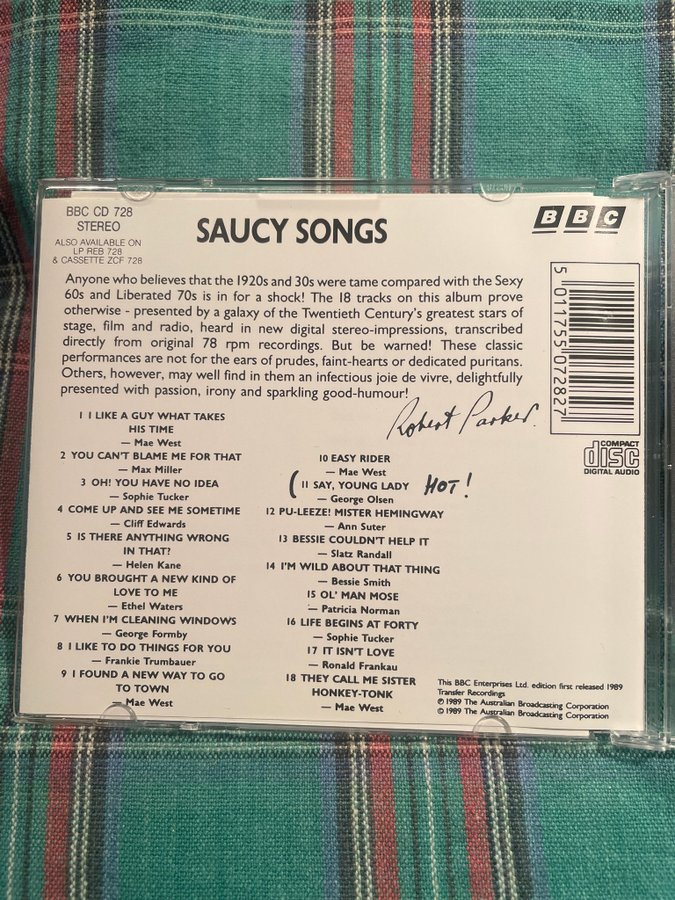 BBC CD 728
STEREO
ALSO AVAILABLE ON
LP REB 728
& CASSETTE ZCF 728
SAUCY SONGS
BBC
Anyone who believes that the 1920s and 30s were tame compared with the Sexy
60s and Liberated 70s is in for a shock! The 18 tracks on this album prove
otherwise - presented by a galaxy of the Twentieth Century's greatest stars of
stage, film and radio, heard in new digital stereo-impressions, transcribed
directly from original 78 rpm recordings. But be warned! These classic
performances are not for the ears of prudes, faint-hearts or dedicated puritans.
Others, however, may well find them an infectious joie de vivre, delightfully
presented with passion, irony and sparkling good-humour!
Robert Parker.
5 011755 072827
COMPACT
disc
DIGITAL AUDIO
1 I LIKE A GUY WHAT TAKES
HIS TIME
— Mae West
2 YOU CAN'T BLAME ME FOR THAT
— Max Miller
3 OH! YOU HAVE NO IDEA
— Sophie Tucker
4 COME UP AND SEE ME SOMETIME
— Cliff Edwards
5 IS THERE ANYTHING WRONG
IN THAT?
— Helen Kane
6 YOU BROUGHT A NEW KIND OF
LOVE TO ME
— Ethel Waters
7 WHEN I'M CLEANING WINDOWS
— George Formby
8 I LIKE TO DO THINGS FOR YOU
— Frankie Trumbauer
9 I FOUND A NEW WAY TO GO
TO TOWN
— Mae West
10 EASY RIDER
— Mae West
( 11 SAY, YOUNG LADY HOT!
— George Olsen
12 PU-LEEZE! MISTER HEMINGWAY
— Ann Suter
13 BESSIE COULDN'T HELP IT
— Slatz Randall
14 I'M WILD ABOUT THAT THING
— Bessie Smith
15 OL' MAN MOSE
— Patricia Norman
16 LIFE BEGINS AT FORTY
— Sophie Tucker
17 IT ISN'T LOVE
— Ronald Frankau
18 THEY CALL ME SISTER
HONKEY-TONK
— Mae West
This BBC Enterprises Ltd. edition first released 1989
Transfer Recordings
℗ 1989 The Australian Broadcasting Corporation
© 1989 The Australian Broadcasting Corporation